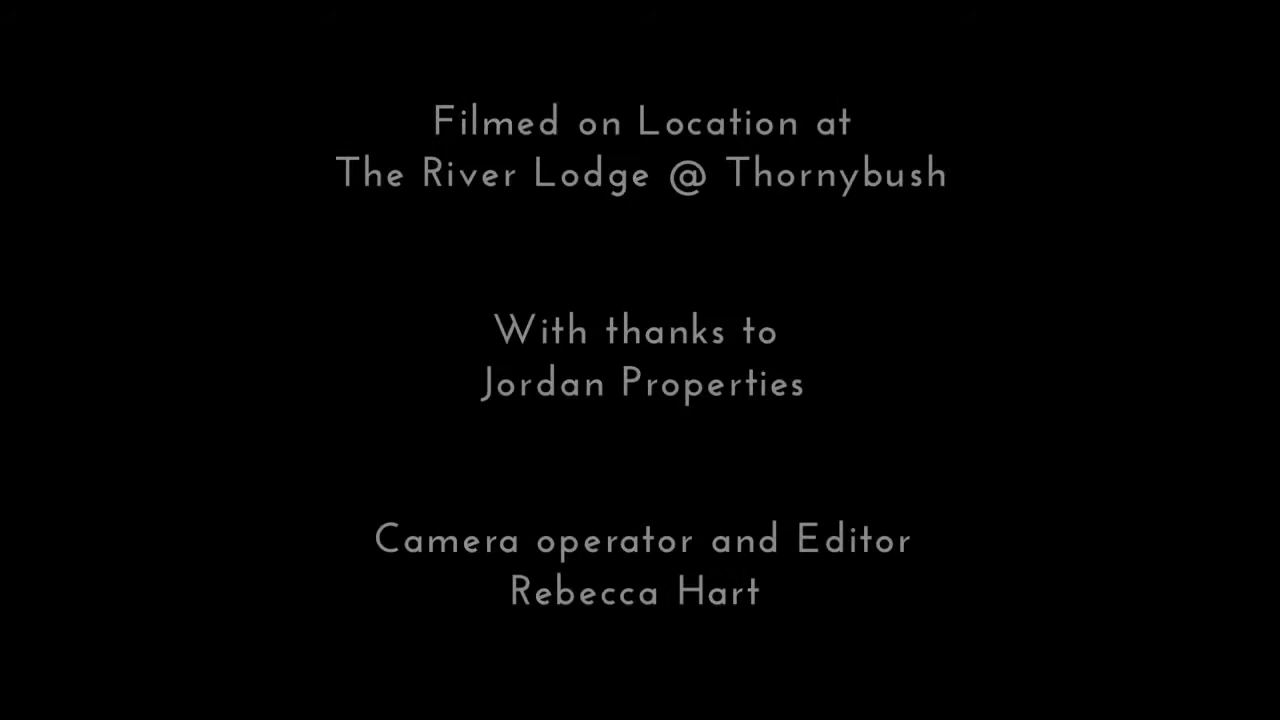 Filmed on Location at
The River Lodge @ Thornybush
With thanks to
Jordan Properties
Camera operator and Editor
Rebecca Hart